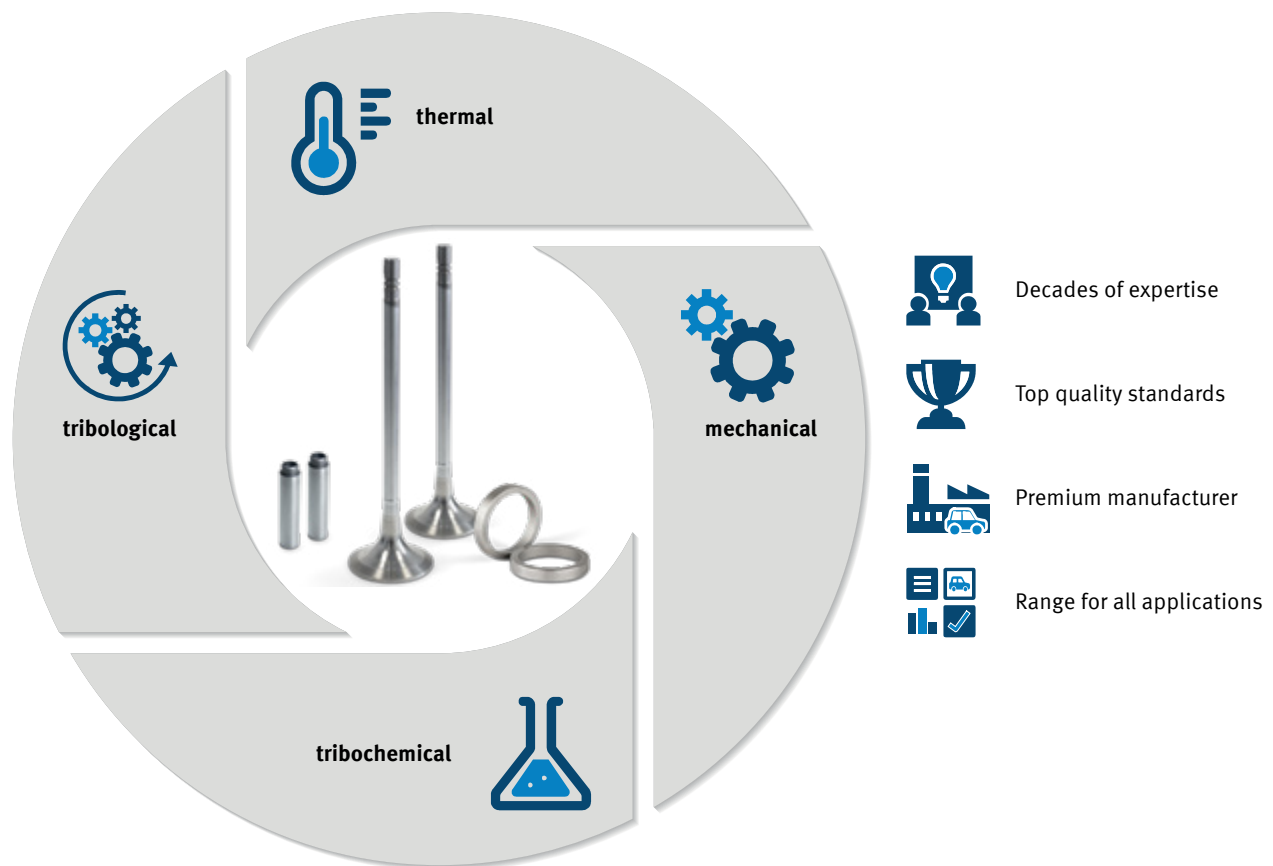 thermal
tribological
mechanical
tribochemical
Decades of expertise
Top quality standards
Premium manufacturer
Range for all applications